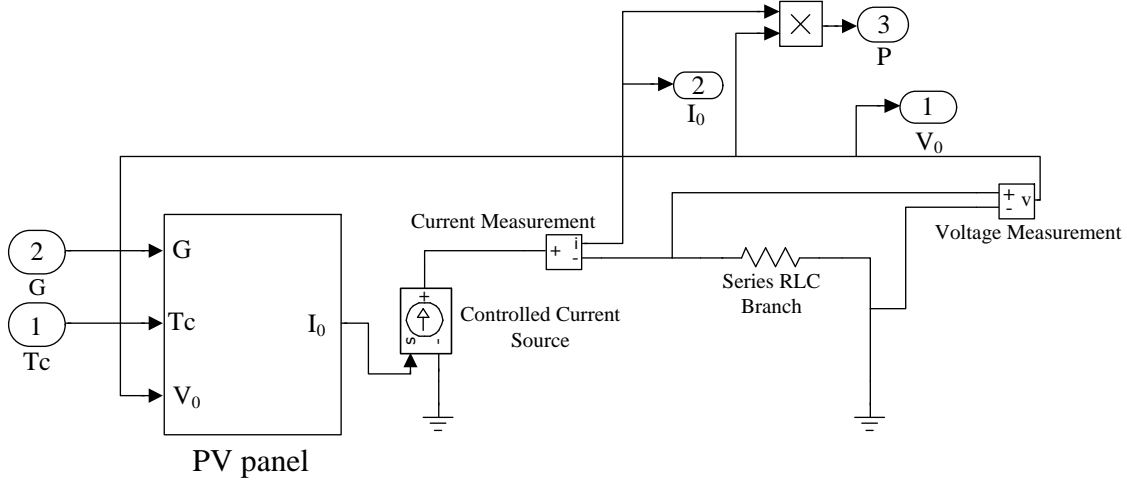 3
P
2
I₀
1
V₀
Current Measurement
+ i -
+ - v
Voltage Measurement
2
G
1
Tc
G
Tc
V₀
I₀
PV panel
+
s -
Controlled Current
Source
Series RLC
Branch